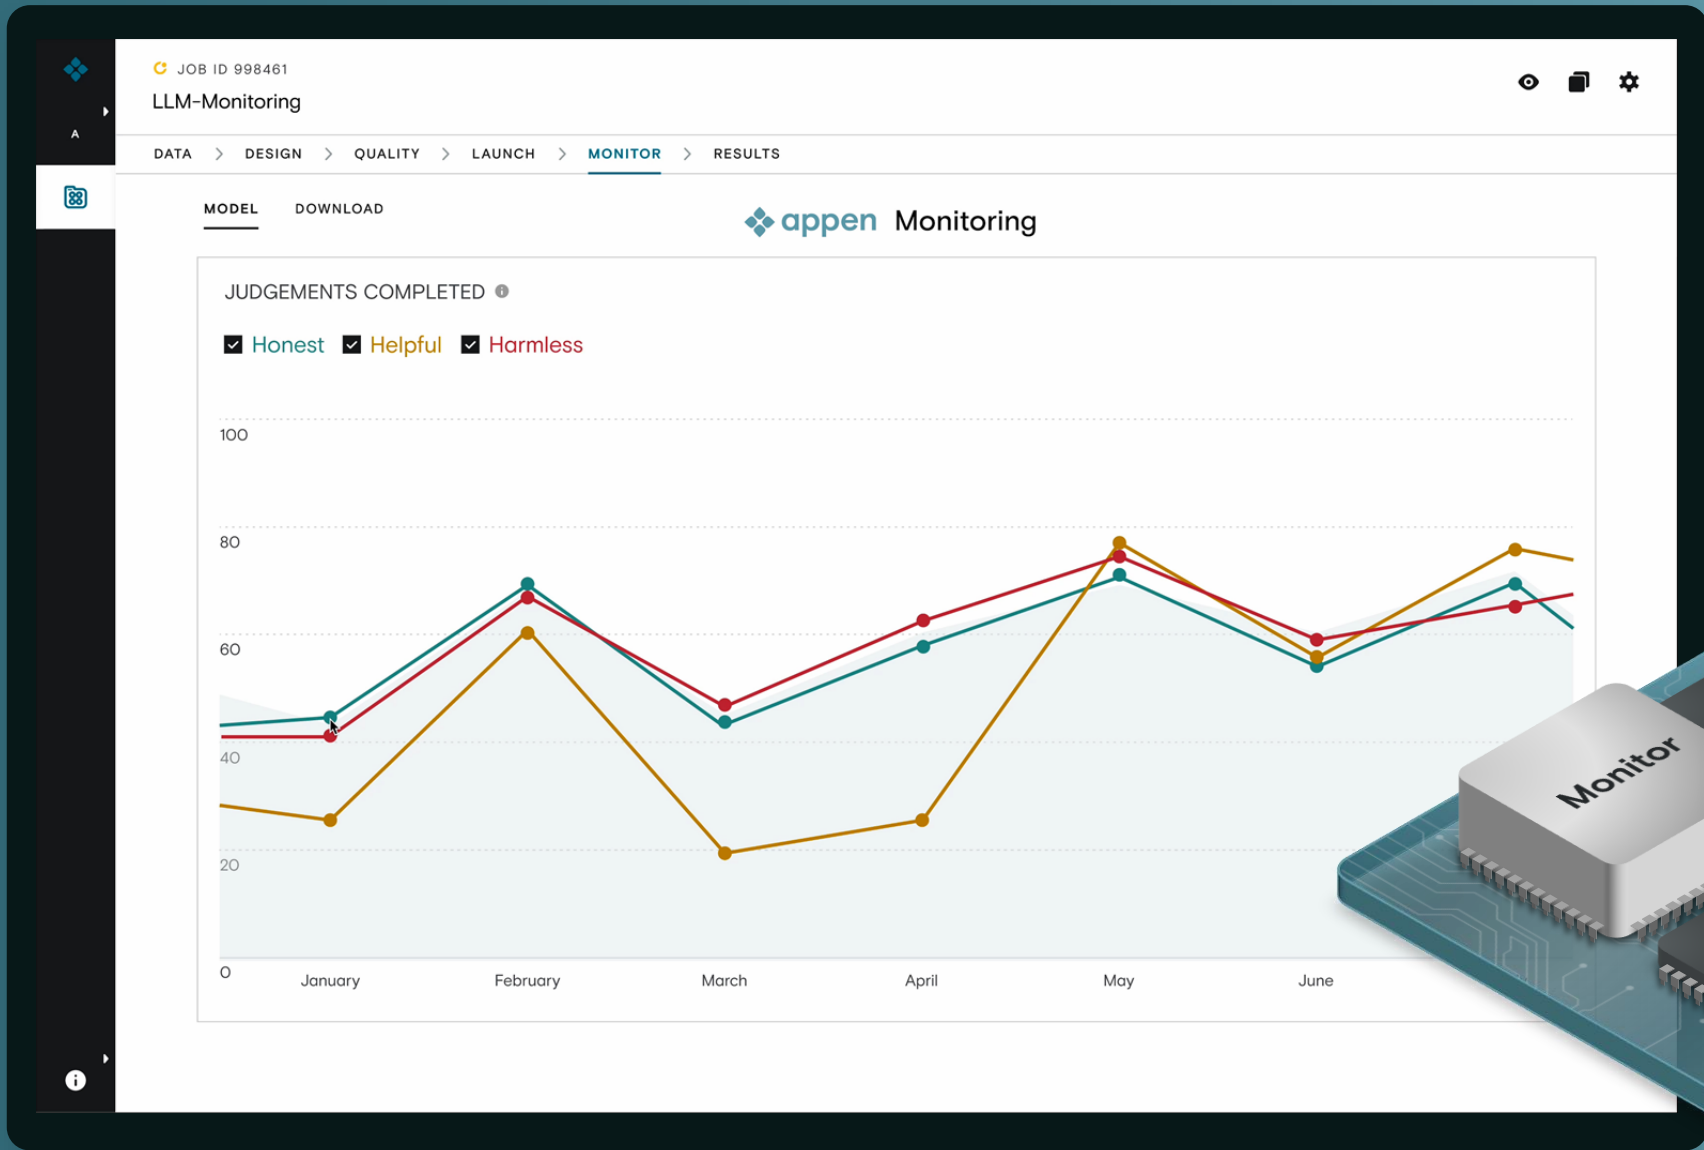 JOB ID 998461
LLM-Monitoring
A
DATA DESIGN QUALITY LAUNCH MONITOR RESULTS
MODEL DOWNLOAD
appen Monitoring
JUDGEMENTS COMPLETED
Honest Helpful Harmless
100
80
60
40
20
0
January February March April May June
Monitor